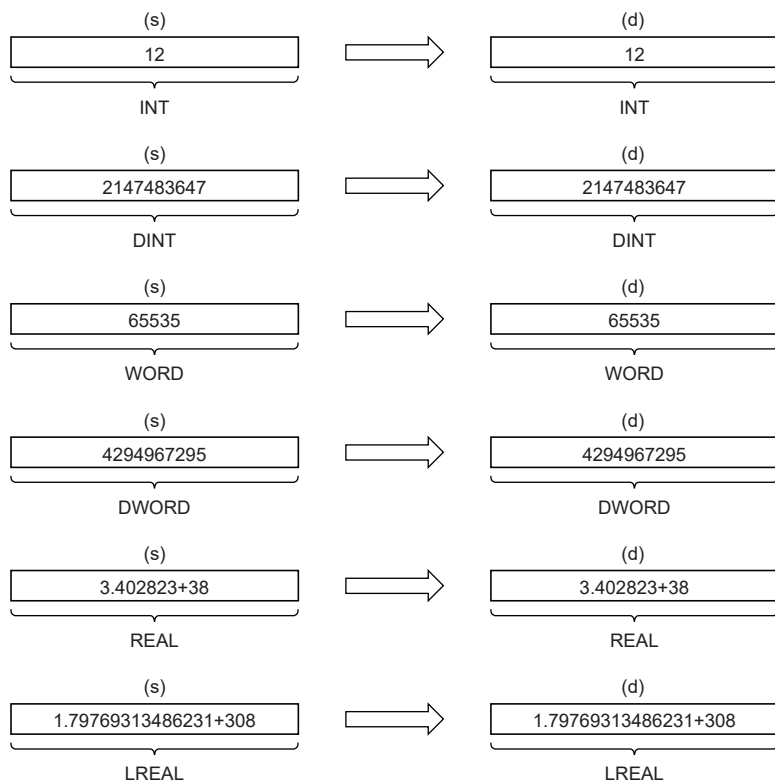 (s) (d)
12 12
INT INT
(s) (d)
2147483647 2147483647
DINT DINT
(s) (d)
65535 65535
WORD WORD
(s) (d)
4294967295 4294967295
DWORD DWORD
(s) (d)
3.402823+38 3.402823+38
REAL REAL
(s) (d)
1.79769313486231+308 1.79769313486231+308
LREAL LREAL